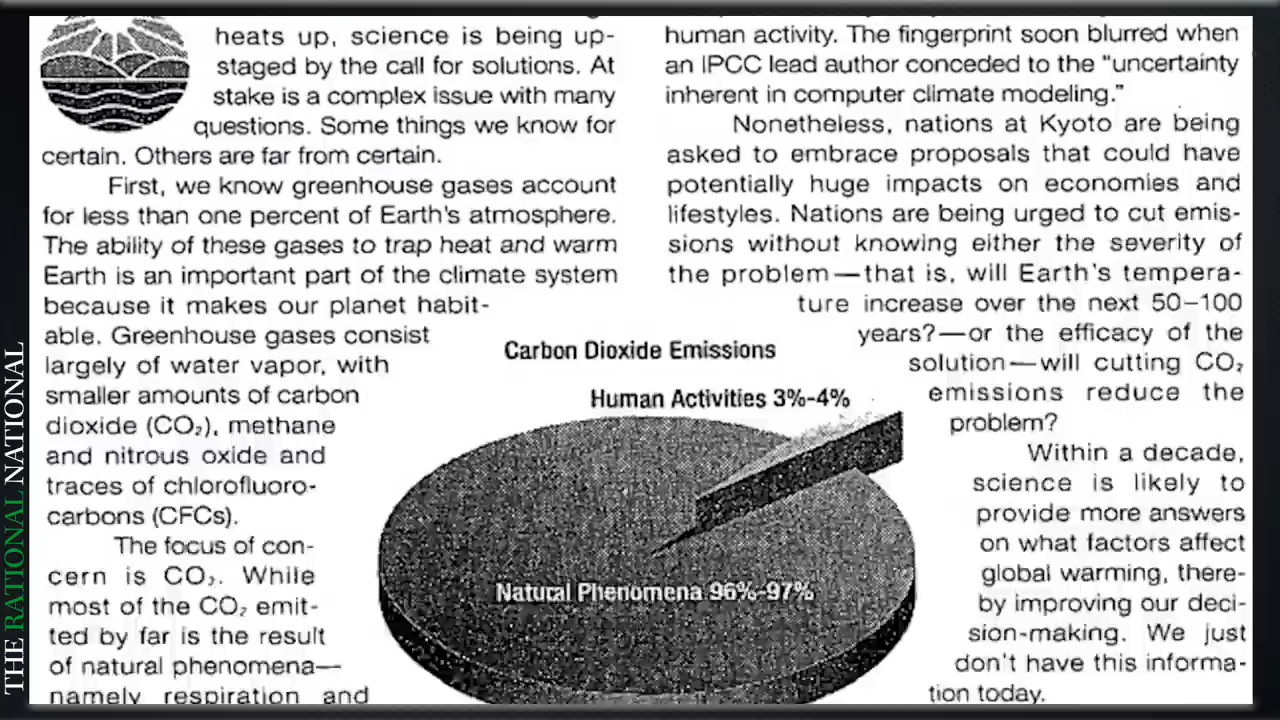 heats up, science is being up-
staged by the call for solutions. At
stake is a complex issue with many
questions. Some things we know for
certain. Others are far from certain.
First, we know greenhouse gases account
for less than one percent of Earth's atmosphere.
The ability of these gases to trap heat and warm
Earth is an important part of the climate system
because it makes our planet habit-
able. Greenhouse gases consist
largely of water vapor, with
smaller amounts of carbon
dioxide (CO₂), methane
and nitrous oxide and
traces of chlorofluoro-
carbons (CFCs).
The focus of con-
cern is CO₂. While
most of the CO₂ emit-
ted by far is the result
of natural phenomena—
namely respiration and
Carbon Dioxide Emissions
Human Activities 3%-4%
Natural Phenomena 96%-97%
human activity. The fingerprint soon blurred when
an IPCC lead author conceded to the "uncertainty
inherent in computer climate modeling."
Nonetheless, nations at Kyoto are being
asked to embrace proposals that could have
potentially huge impacts on economies and
lifestyles. Nations are being urged to cut emis-
sions without knowing either the severity of
the problem—that is, will Earth's tempera-
ture increase over the next 50–100
years?—or the efficacy of the
solution—will cutting CO₂
emissions reduce the
problem?
Within a decade,
science is likely to
provide more answers
on what factors affect
global warming, there-
by improving our deci-
sion-making. We just
don't have this informa-
tion today.
THE RATIONAL NATIONAL